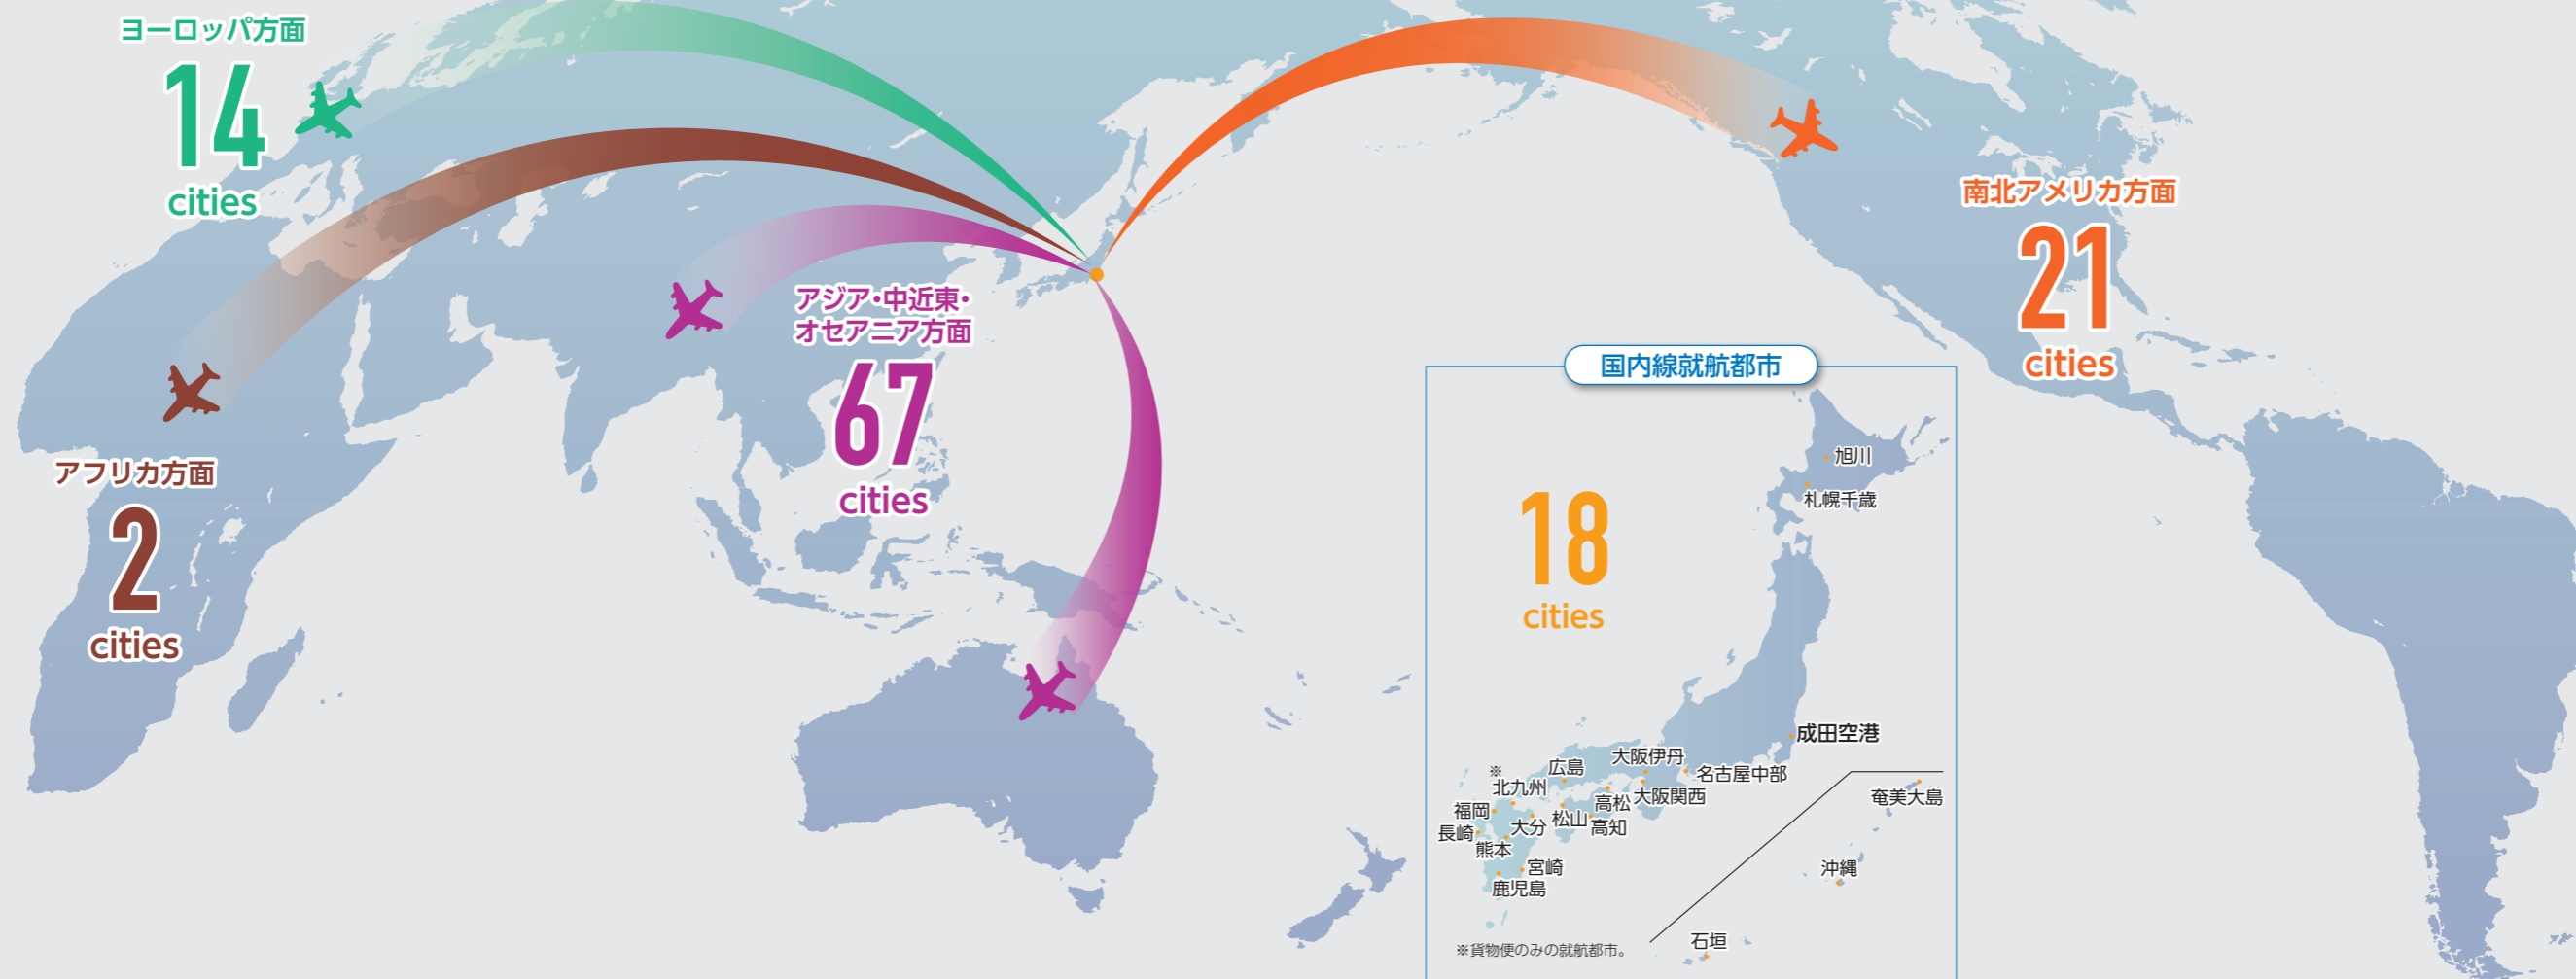 ヨーロッパ方面
14
cities
アフリカ方面
2
cities
アジア・中近東・
オセアニア方面
67
cities
南北アメリカ方面
21
cities
国内線就航都市
18
cities
旭川
札幌千歳
成田空港
大阪伊丹
名古屋中部
広島
※
北九州
大阪関西
高松
福岡
松山
高知
大分
長崎
熊本
宮崎
鹿児島
奄美大島
沖縄
石垣
※貨物便のみの就航都市。